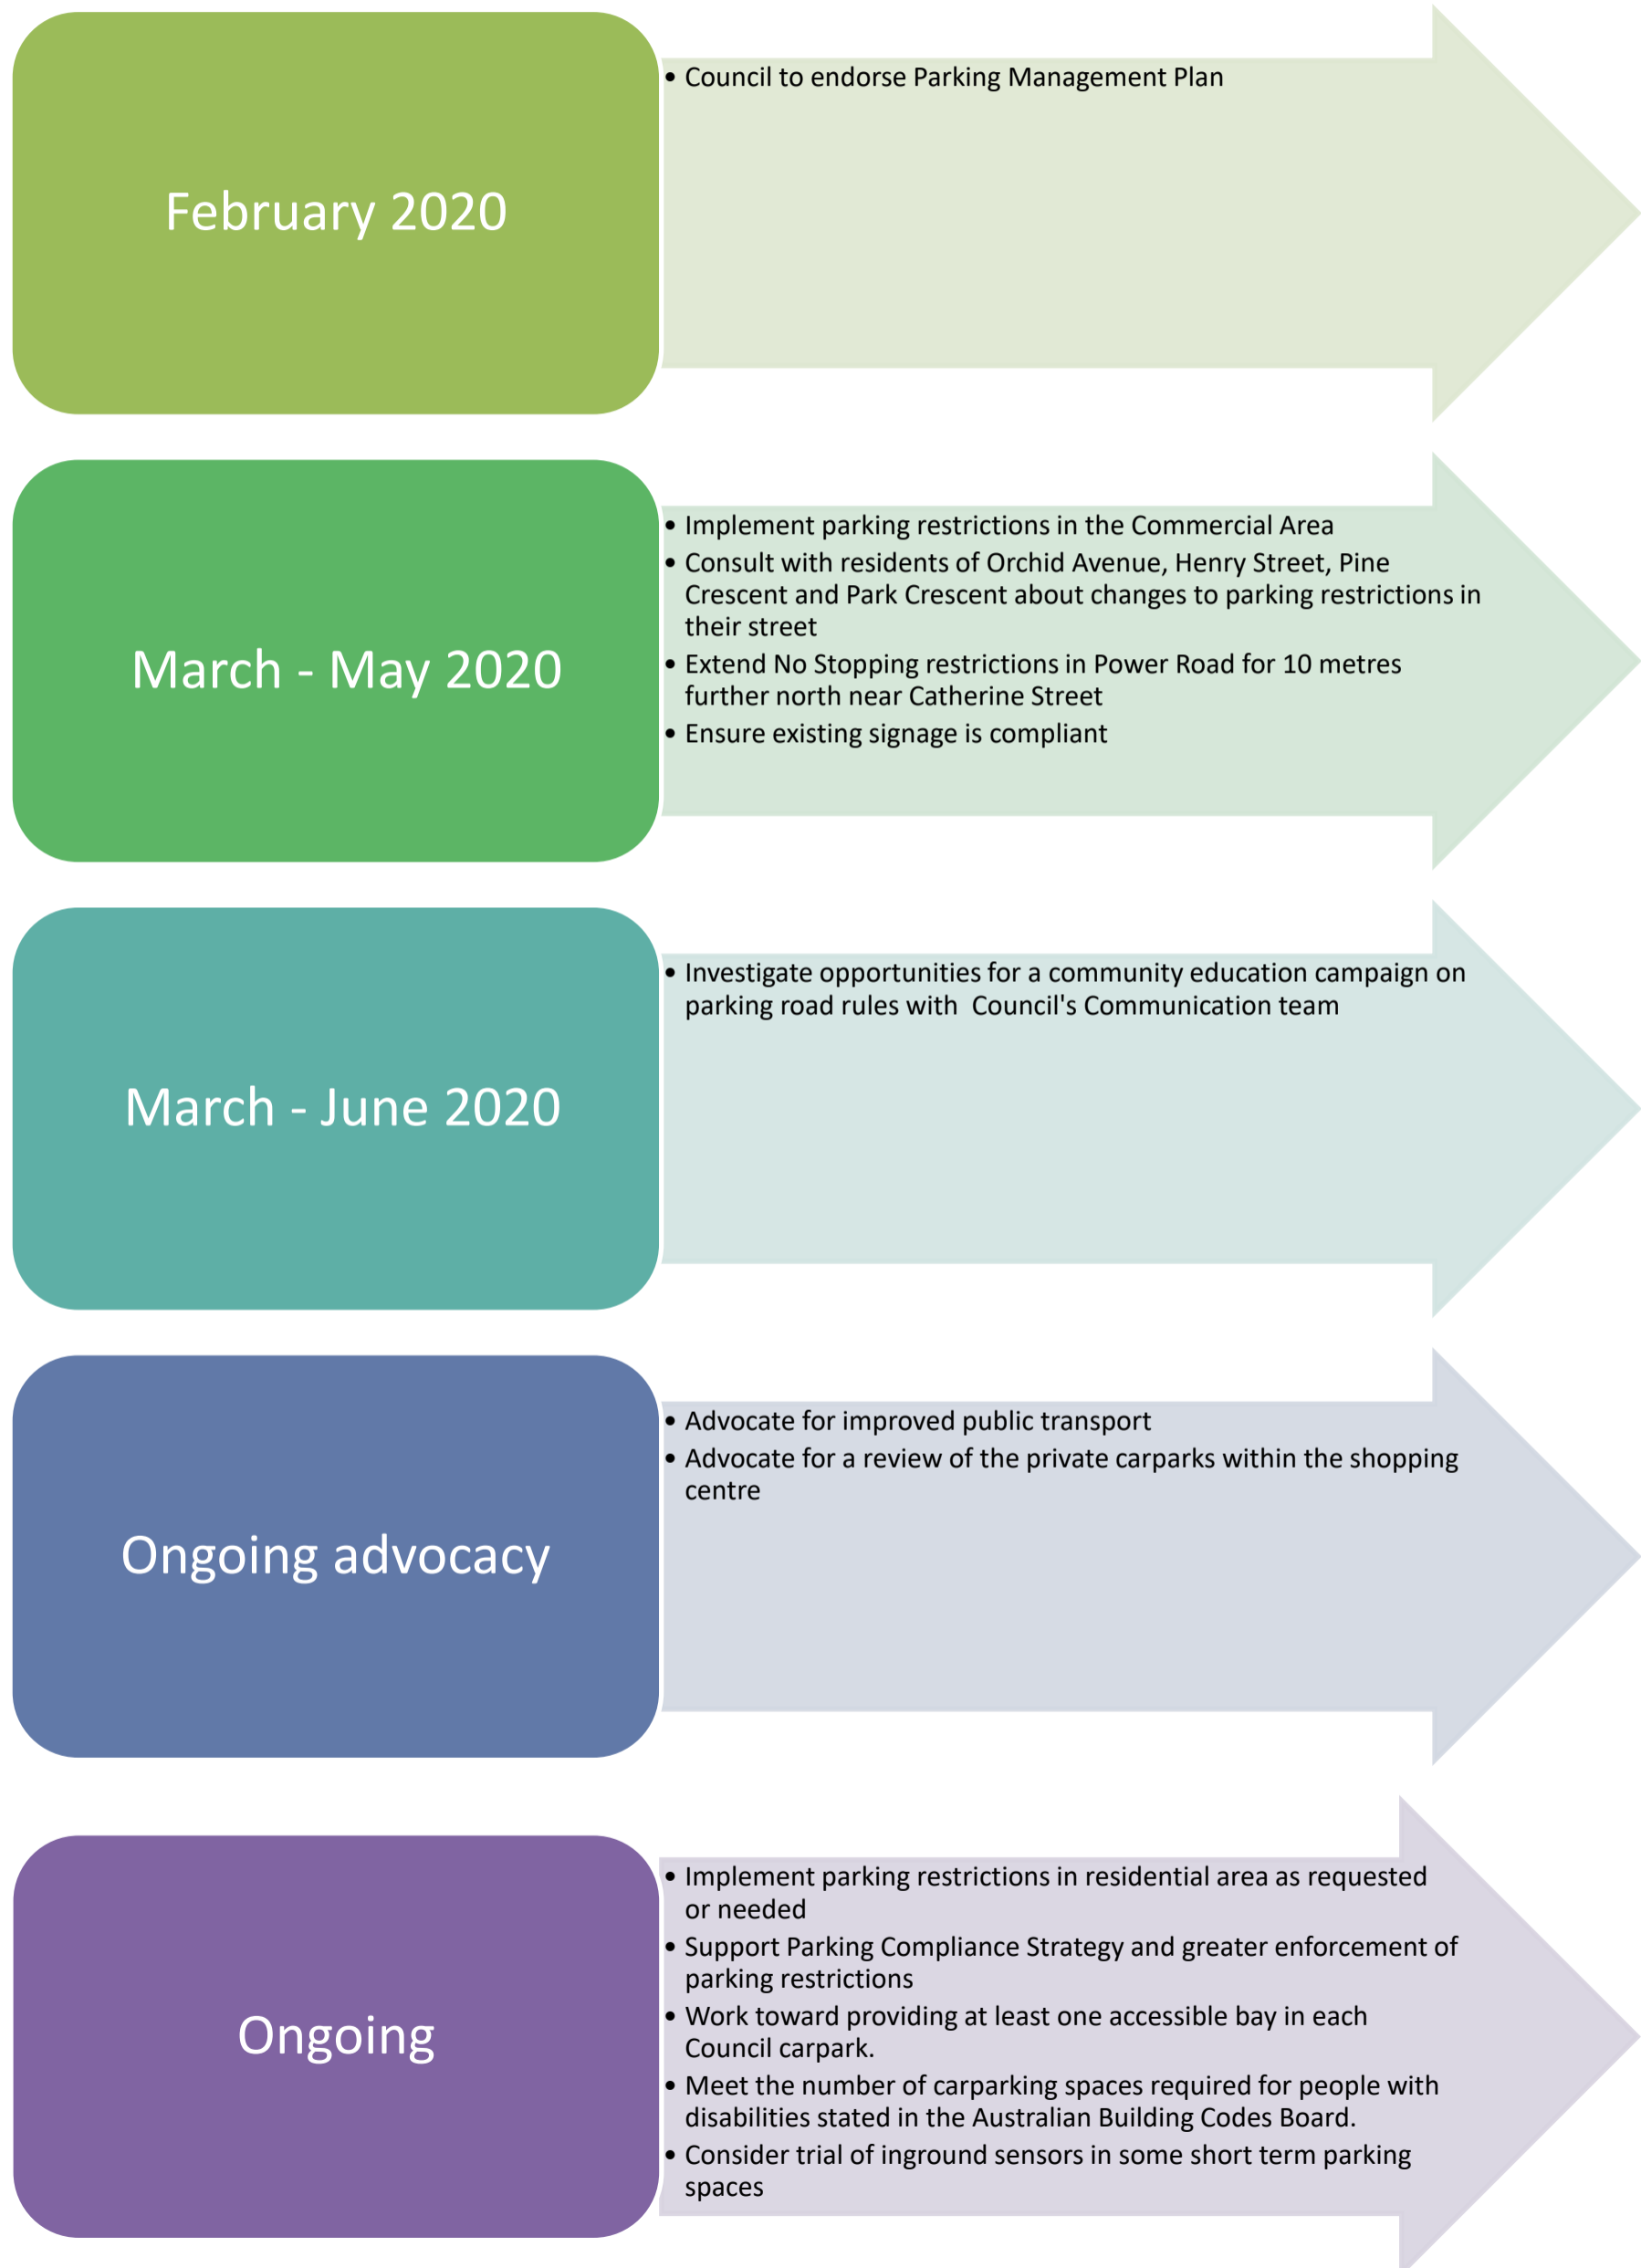 February 2020
• Council to endorse Parking Management Plan
March - May 2020
• Implement parking restrictions in the Commercial Area
• Consult with residents of Orchid Avenue, Henry Street, Pine
Crescent and Park Crescent about changes to parking restrictions in
their street
• Extend No Stopping restrictions in Power Road for 10 metres
further north near Catherine Street
• Ensure existing signage is compliant
March - June 2020
• Investigate opportunities for a community education campaign on
parking road rules with  Council's Communication team
Ongoing advocacy
• Advocate for improved public transport
• Advocate for a review of the private carparks within the shopping
centre
Ongoing
• Implement parking restrictions in residential area as requested
or needed
• Support Parking Compliance Strategy and greater enforcement of
parking restrictions
• Work toward providing at least one accessible bay in each
Council carpark.
• Meet the number of carparking spaces required for people with
disabilities stated in the Australian Building Codes Board.
• Consider trial of inground sensors in some short term parking
spaces